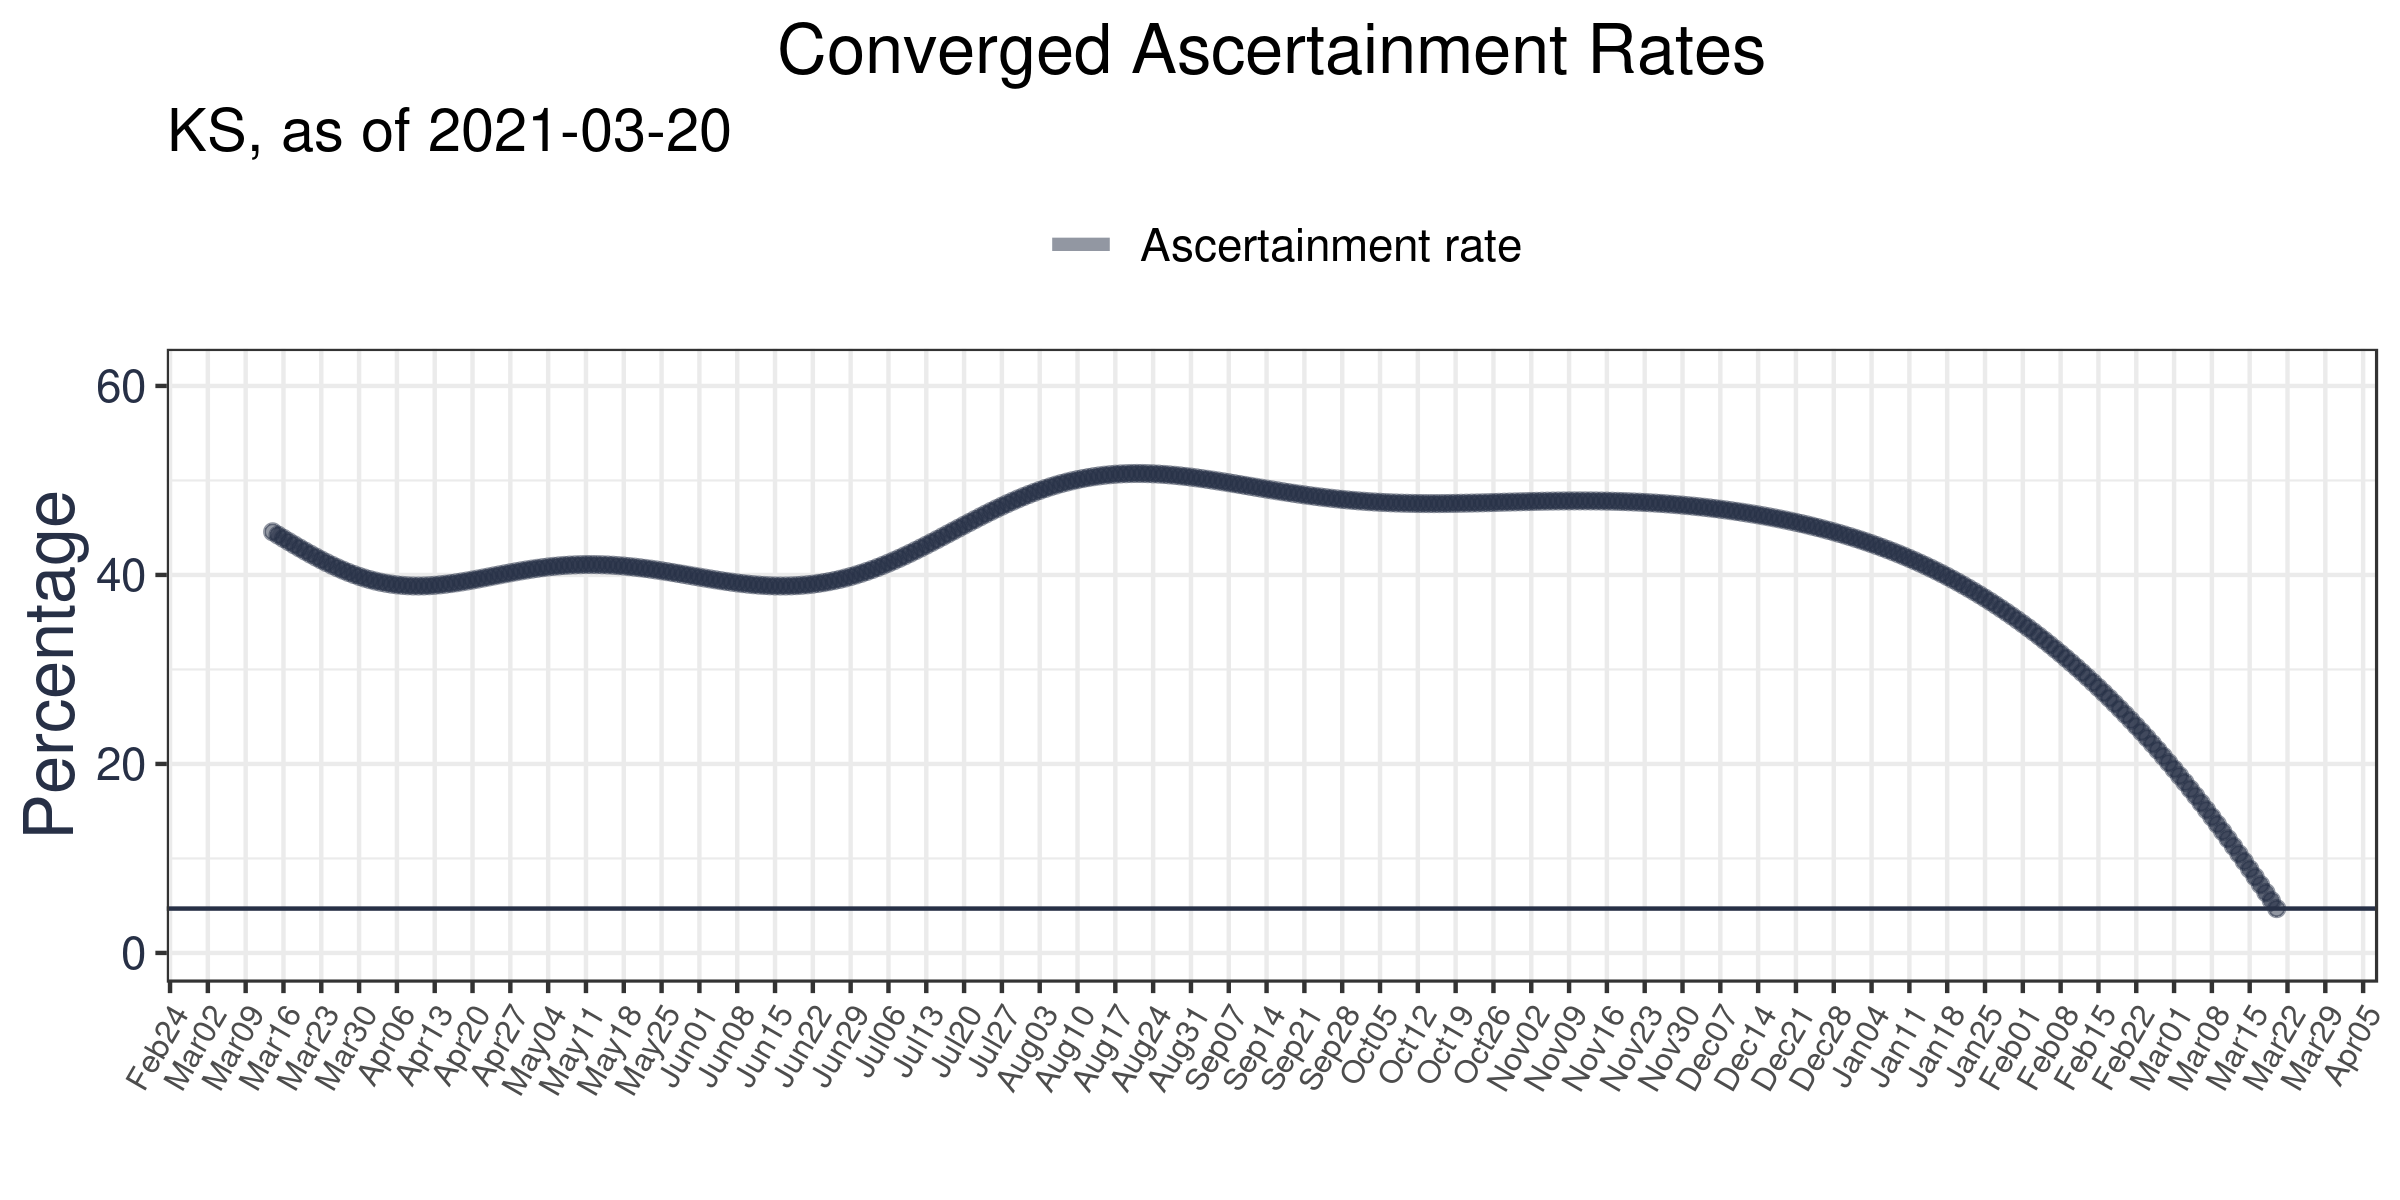 Converged Ascertainment Rates
KS, as of 2021-03-20
Ascertainment rate
Percentage
60
40
20
0
Feb24
Mar02
Mar09
Mar16
Mar23
Mar30
Apr06
Apr13
Apr20
Apr27
May04
May11
May18
May25
Jun01
Jun08
Jun15
Jun22
Jun29
Jul06
Jul13
Jul20
Jul27
Aug03
Aug10
Aug17
Aug24
Aug31
Sep07
Sep14
Sep21
Sep28
Oct05
Oct12
Oct19
Oct26
Nov02
Nov09
Nov16
Nov23
Nov30
Dec07
Dec14
Dec21
Dec28
Jan04
Jan11
Jan18
Jan25
Feb01
Feb08
Feb15
Feb22
Mar01
Mar08
Mar15
Mar22
Mar29
Apr05